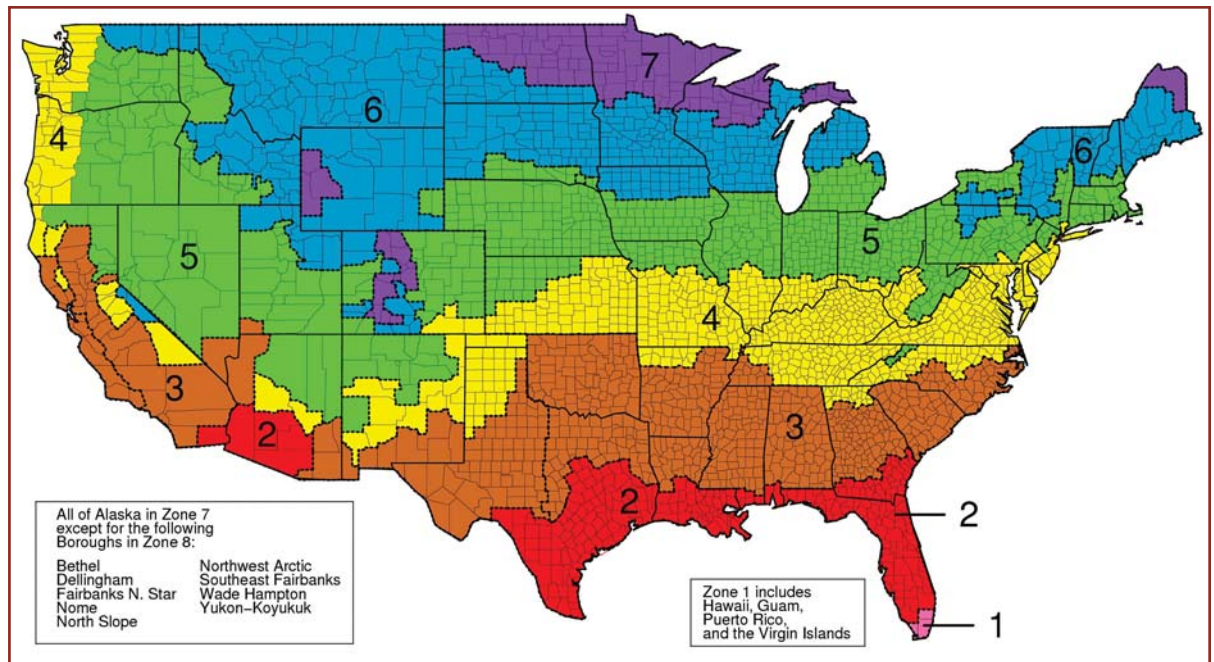 7
6
4
6
5
5
4
3
3
2
2
2
1
All of Alaska in Zone 7
except for the following
Boroughs in Zone 8:
Bethel
Dellingham
Fairbanks N. Star
Nome
North Slope
Northwest Arctic
Southeast Fairbanks
Wade Hampton
Yukon-Koyukuk
Zone 1 includes
Hawaii, Guam,
Puerto Rico,
and the Virgin Islands